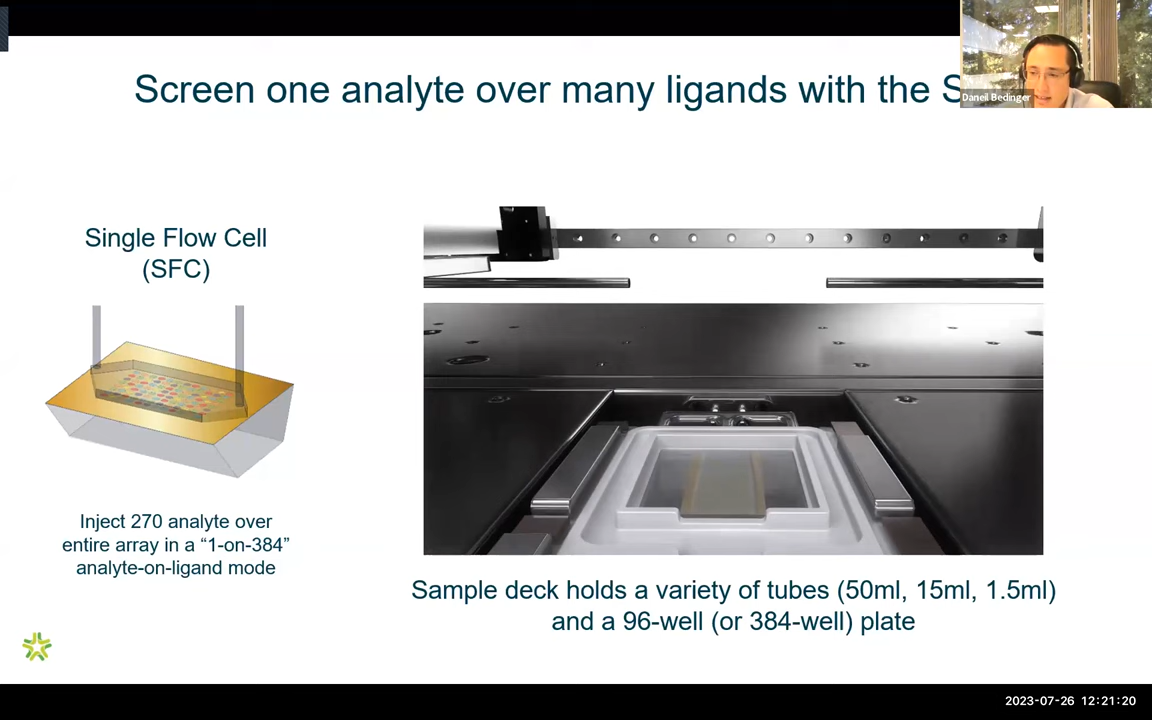 Screen one analyte over many ligands with the S
Daneil Bedinger
Single Flow Cell
(SFC)
Inject 270 analyte over
entire array in a “1-on-384”
analyte-on-ligand mode
Sample deck holds a variety of tubes (50ml, 15ml, 1.5ml)
and a 96-well (or 384-well) plate
2023-07-26 12:21:20